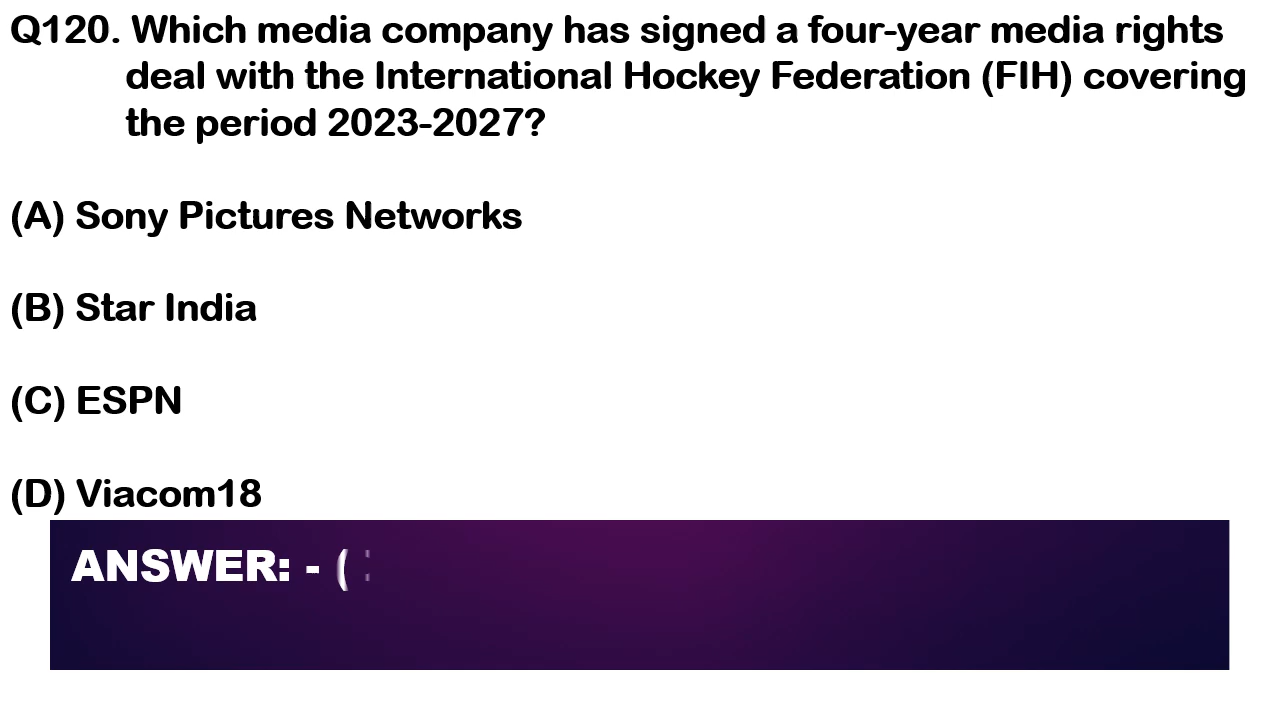 Q120. Which media company has signed a four-year media rights
deal with the International Hockey Federation (FIH) covering
the period 2023-2027?
(A) Sony Pictures Networks
(B) Star India
(C) ESPN
(D) Viacom18
ANSWER: - (